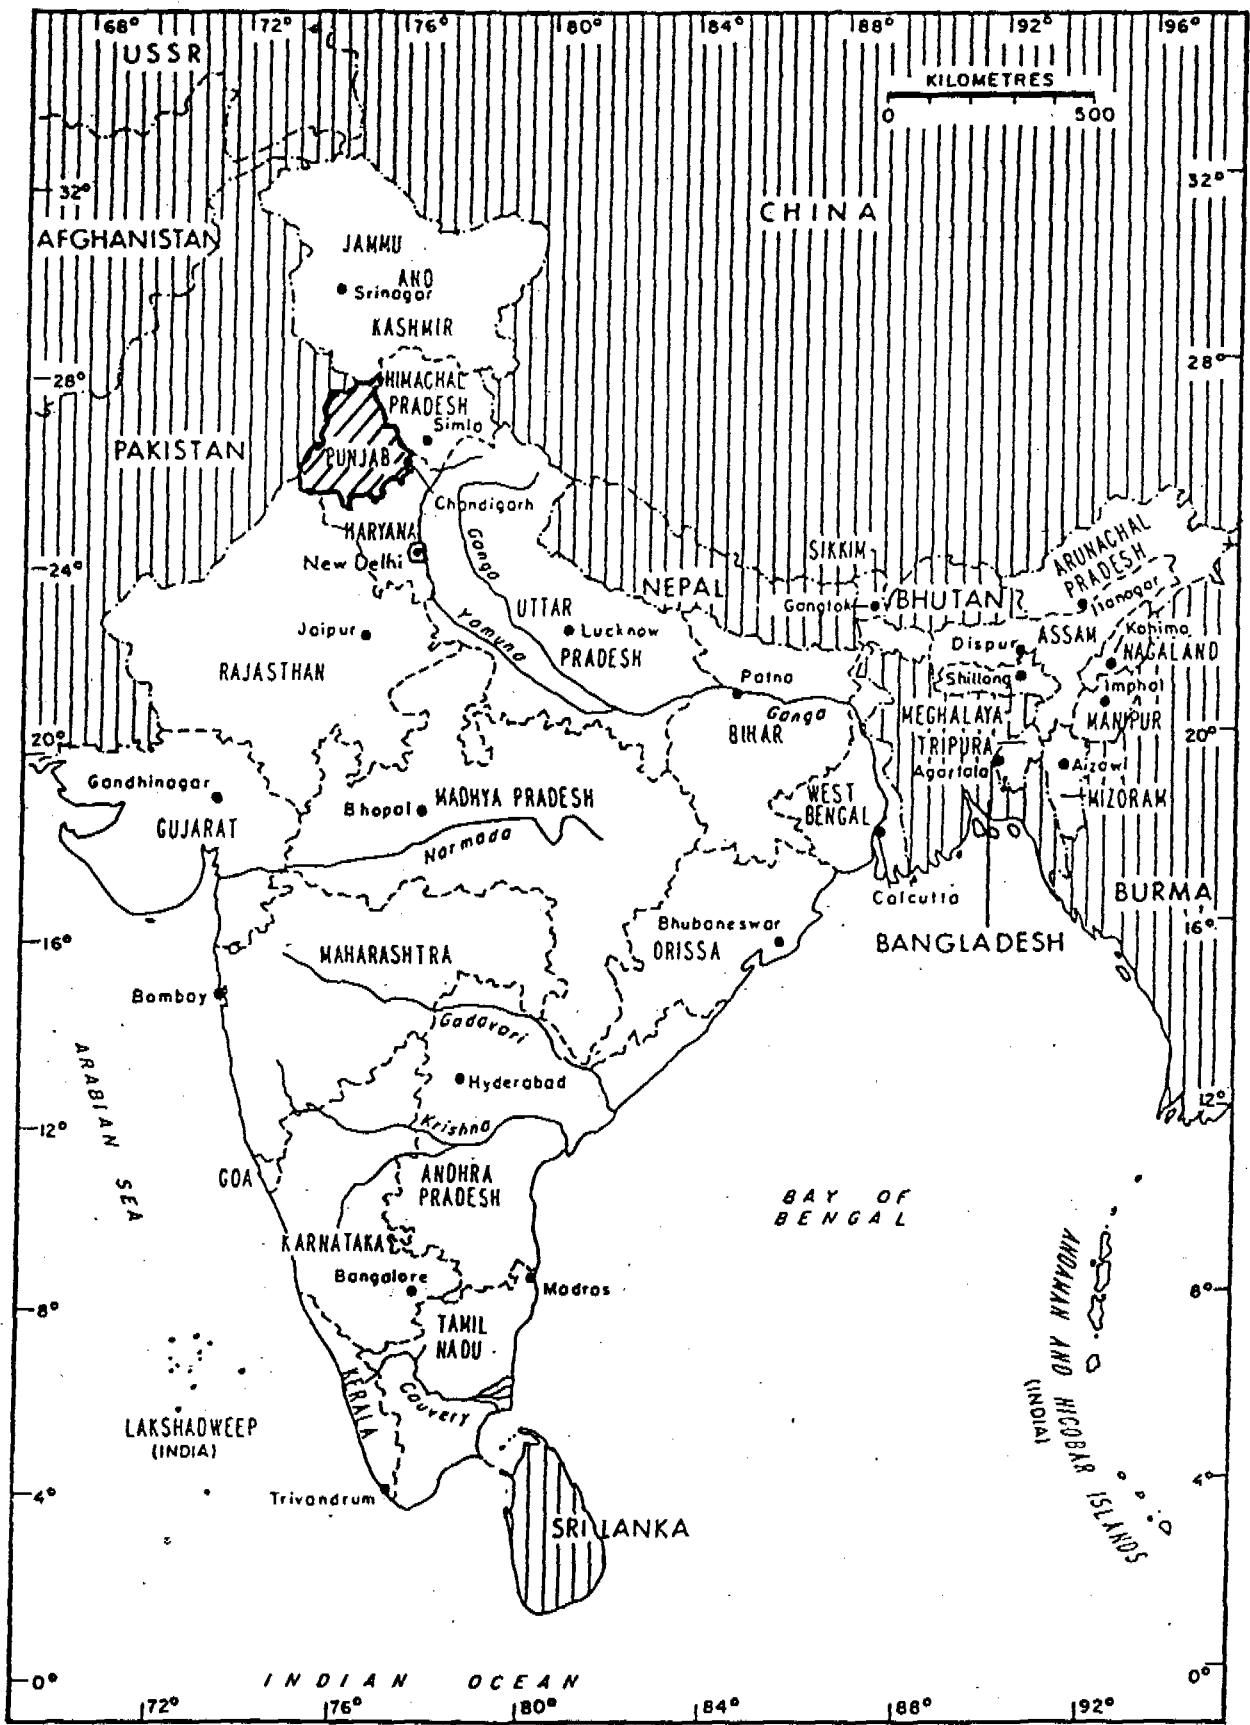 68° 72° 76° 80° 84° 88° 92° 96°
USSR
KILOMETRES
0 500
32° 32°
CHINA
AFGHANISTAN
JAMMU
AND
Srinagar
KASHMIR
28° 28°
HIMACHAL
PRADESH
Simla
PAKISTAN
PUNJAB
Chandigarh
HARYANA
New Delhi
Ganga
24°
SIKKIM
ARUNACHAL
PRADESH
NEPAL
Gangtok
BHUTAN
Itanagar
UTTAR
PRADESH
Lucknow
Yamuna
Jaipur
RAJASTHAN
Dispur
ASSAM
Kohima
NAGALAND
Shillong
Imphal
Patna
Ganga
MEGHALAYA
MANIPUR
BIHAR
20° 20°
TRIPURA
Agartala
Aizawl
MIZORAM
Gandhinagar
GUJARAT
Bhopal
MADHYA PRADESH
WEST
BENGAL
Narmada
Calcutta
BURMA
Bhubaneswar
ORISSA
16° 16°
BANGLADESH
MAHARASHTRA
Bombay
Godavari
ARABIAN SEA
Hyderabad
12° 12°
Krishna
GOA
ANDHRA
PRADESH
BAY OF
BENGAL
KARNATAKA
Bangalore
Madras
8° 8°
TAMIL
NADU
ANDAMAN AND NICOBAR ISLANDS
(INDIA)
KERALA
Cauvery
LAKSHADWEEP
(INDIA)
4° 4°
Trivandrum
SRI LANKA
0° 0°
INDIAN OCEAN
72° 76° 80° 84° 88° 92°